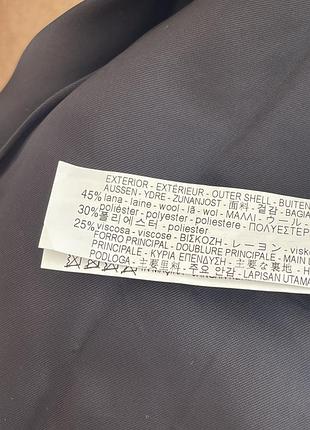 EXTERIOR - EXTÉRIEUR - OUTER SHELL - BUITEN
AUSSEN - YDRE - ZUNANJOST - 面料 - 겉감 - BAGIA
45% lana - laine - wool - lã - wol - ΜΑΛΛΙ - ウール -
poliéster - polyester - poliestere - ΠΟΛΥΕΣΤΕΡ
30% 폴리에스터
25% viscosa - viscose - ΒΙΣΚΟΖΗ - レーヨン - visk
FORRO PRINCIPAL - DOUBLURE PRINCIPALE - MAIN
PRINCIPALE - ΚΥΡΙΑ ΕΠΕΝΔΥΣΗ - 主要な裏地 - H
PODLOGA - 主要里料 - 주요 안감 - LAPISAN UTAMA